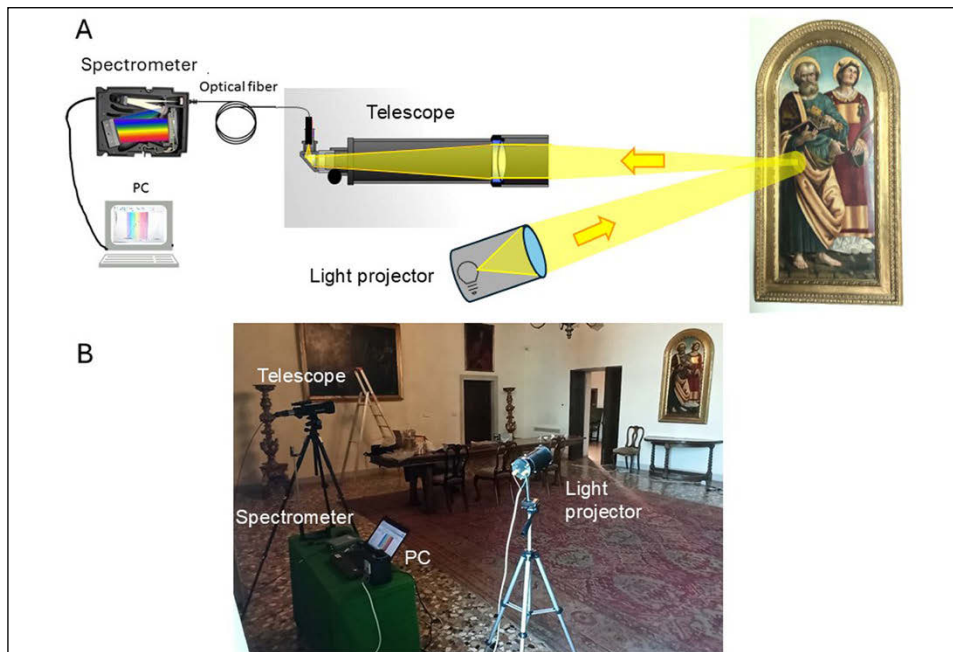 A
Spectrometer
Optical fiber
Telescope
PC
Light projector
B
Telescope
Spectrometer
PC
Light
projector